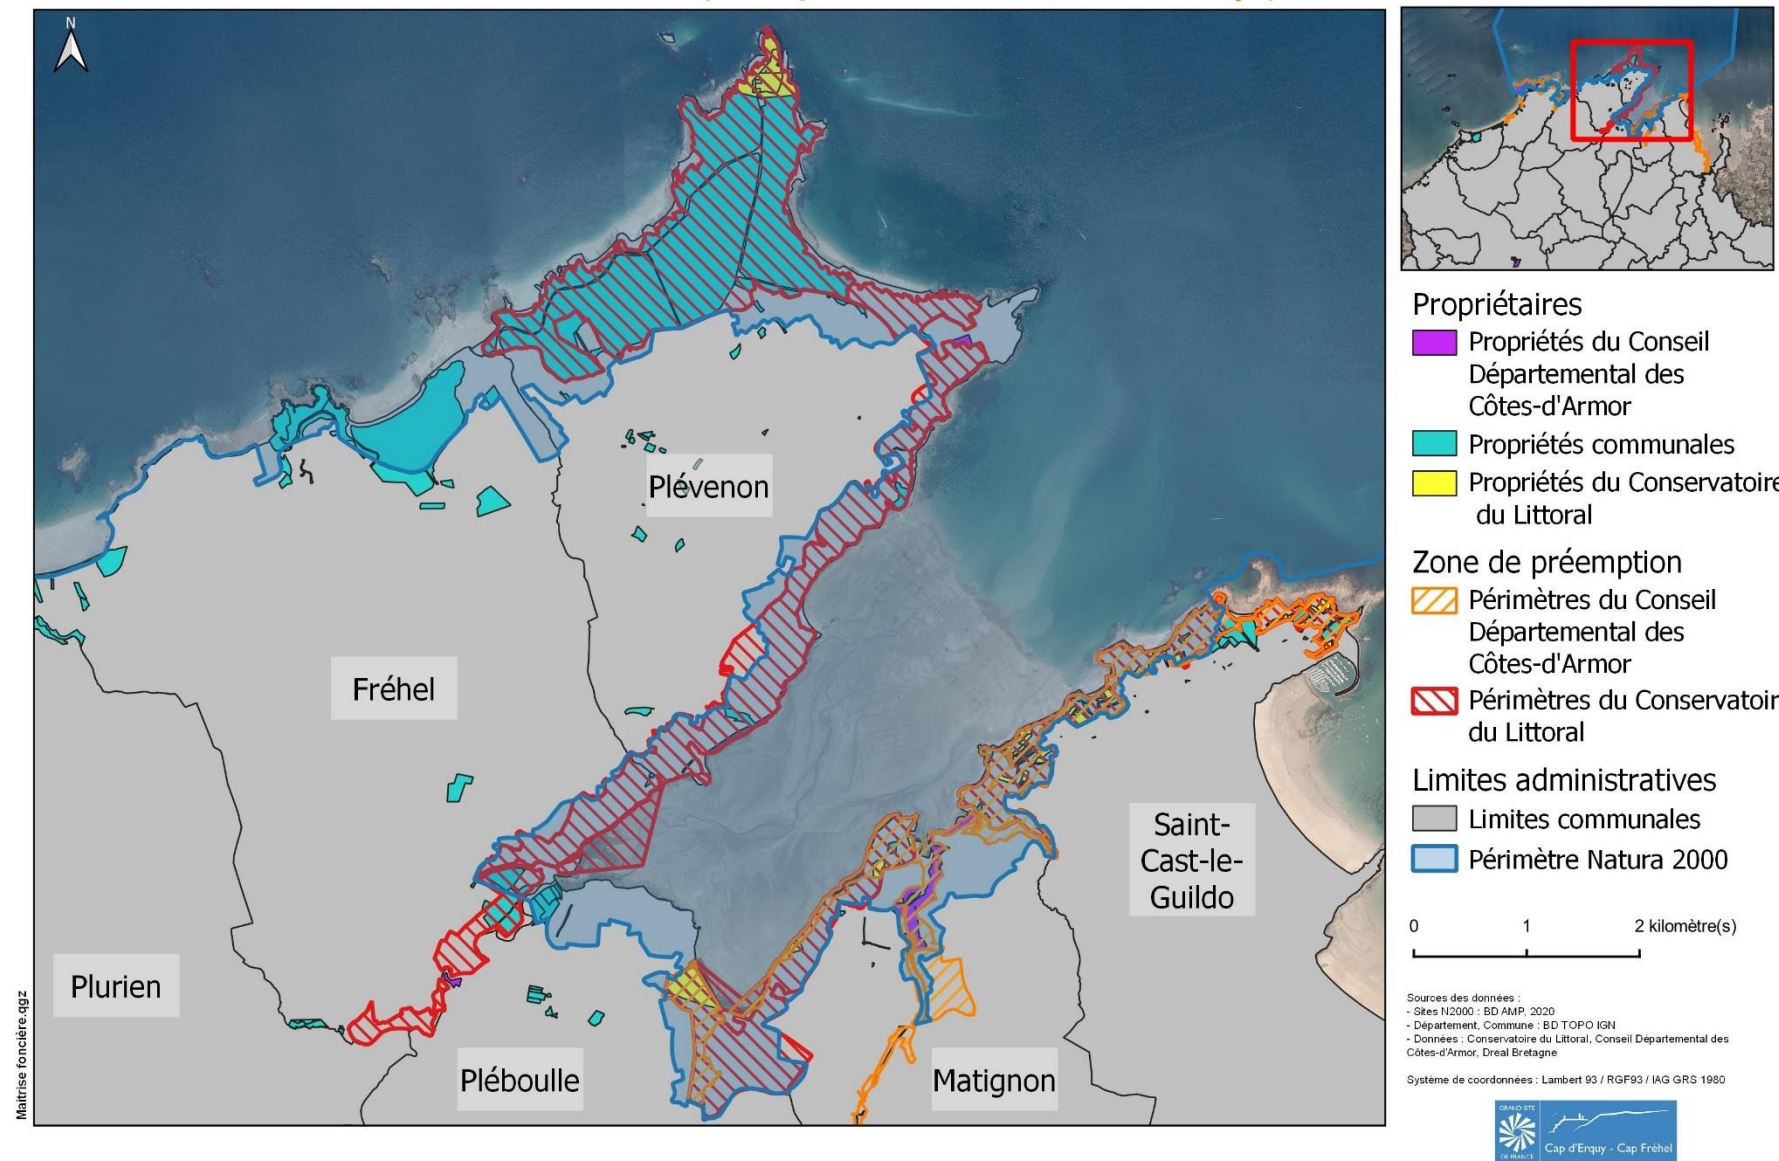 N
Plévenon
Fréhel
Saint-
Cast-le-
Guildo
Plurien
Pléboulle
Matignon
Maitrise foncière.qgz
Propriétaires
Propriétés du Conseil
Départemental des
Côtes-d'Armor
Propriétés communales
Propriétés du Conservatoire
du Littoral
Zone de préemption
Périmètres du Conseil
Départemental des
Côtes-d'Armor
Périmètres du Conservatoir
du Littoral
Limites administratives
Limites communales
Périmètre Natura 2000
0 1 2 kilomètre(s)
Sources des données :
- Sites N2000 : BD AMP, 2020
- Département, Commune : BD TOPO IGN
- Données : Conservatoire du Littoral, Conseil Départemental des
Côtes-d'Armor, Dreal Bretagne
Système de coordonnées : Lambert 93 / RGF93 / IAG GRS 1980
GRAND SITE
DE FRANCE
Cap d'Erquy - Cap Fréhel